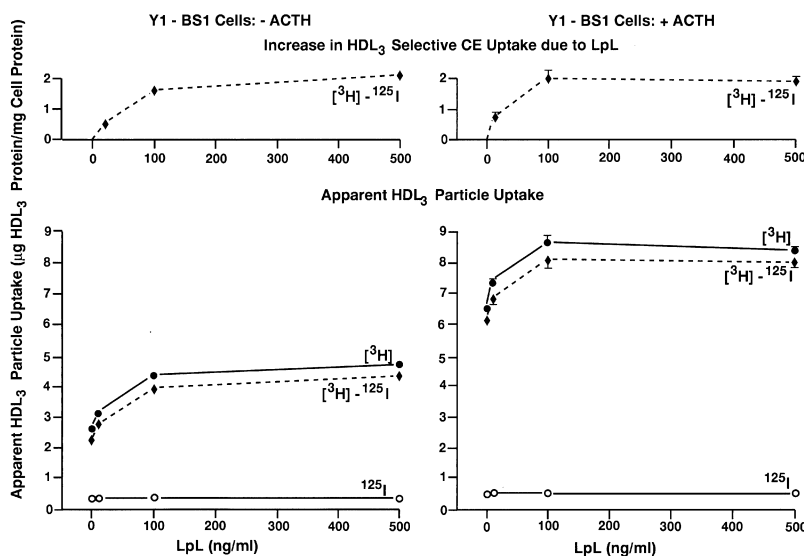 Y1 - BS1 Cells: - ACTH
Y1 - BS1 Cells: + ACTH
Increase in HDL3 Selective CE Uptake due to LpL
Apparent HDL3 Particle Uptake (µg HDL3 Protein/mg Cell Protein)
2
1
0
[3H] - 125I
0 100 200 300 400 500
2
1
0
[3H] - 125I
0 100 200 300 400 500
Apparent HDL3 Particle Uptake
9
8
7
6
5
4
3
2
1
0
[3H]
[3H] - 125I
125I
0 100 200 300 400 500
LpL (ng/ml)
9
8
7
6
5
4
3
2
1
0
[3H]
[3H] - 125I
125I
0 100 200 300 400 500
LpL (ng/ml)